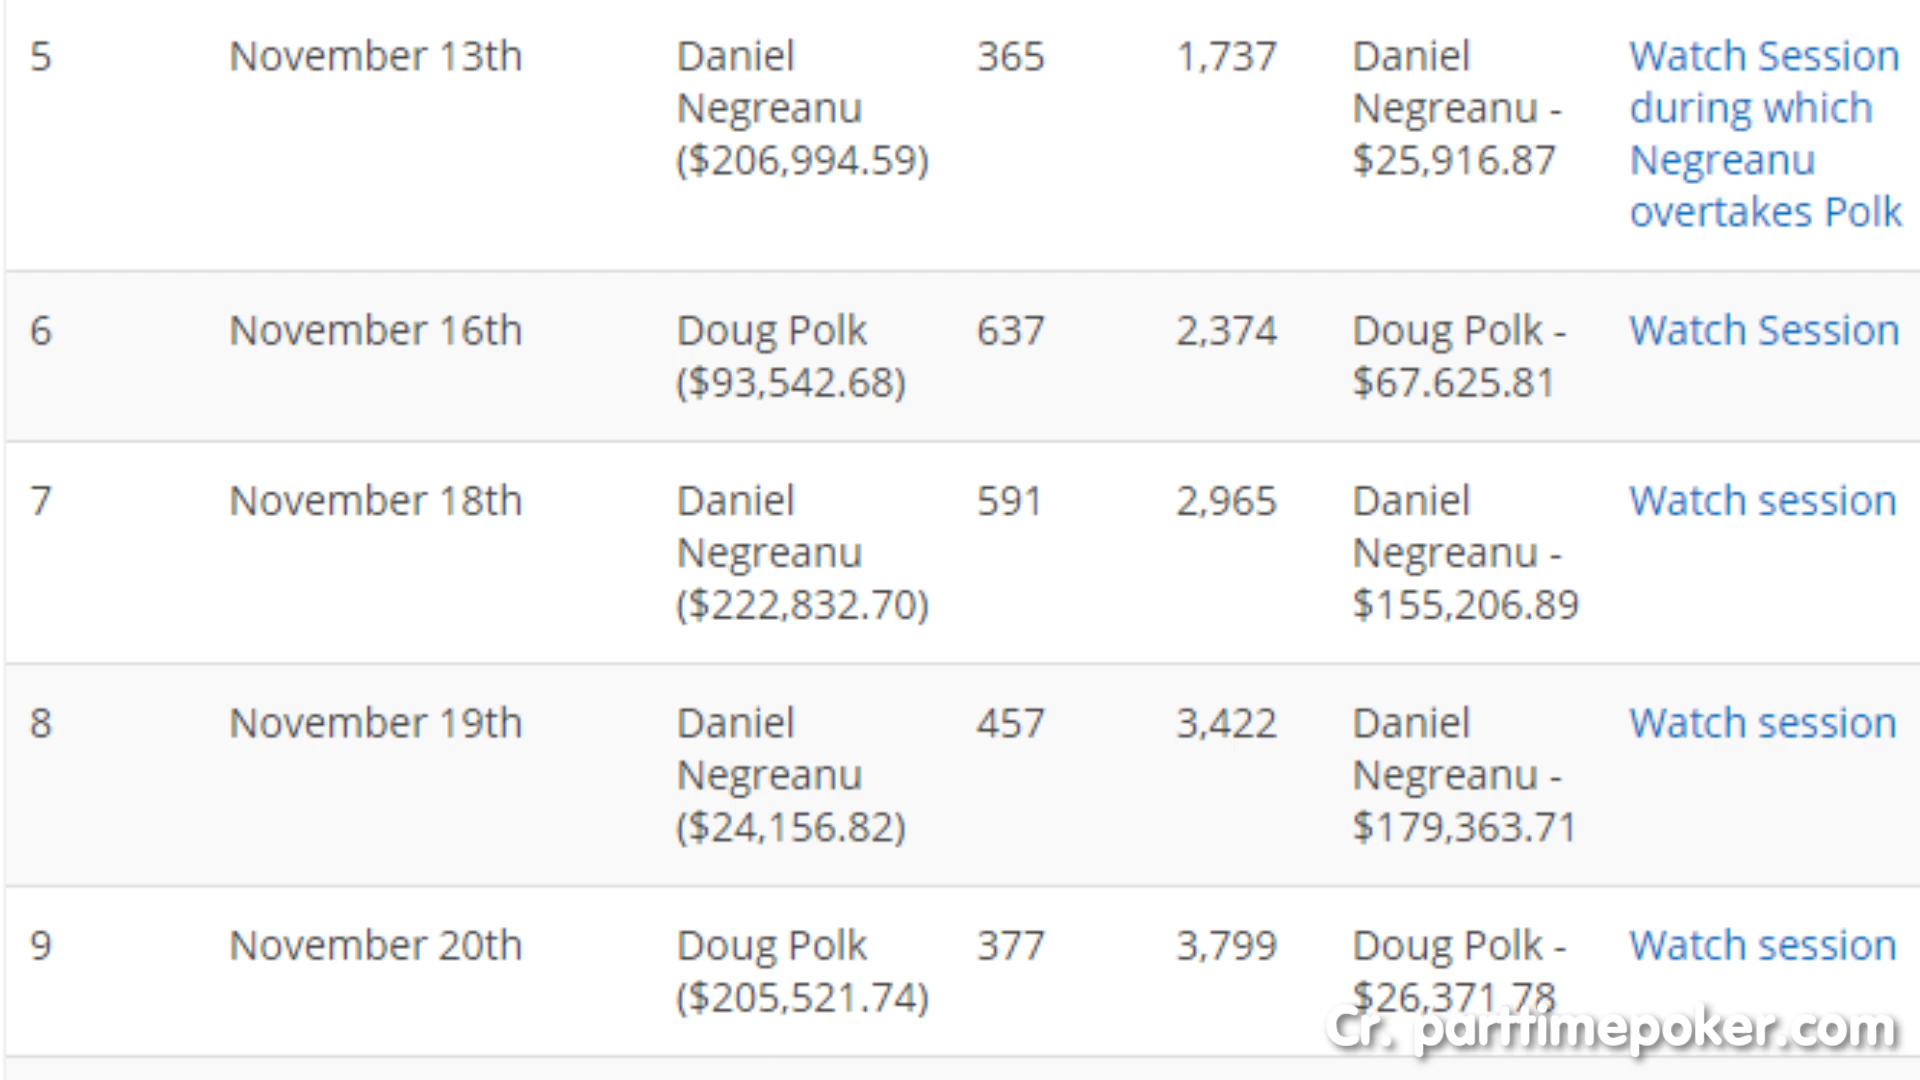 5 November 13th Daniel 365 1,737 Daniel Watch Session
Negreanu Negreanu - during which
($206,994.59) $25,916.87 Negreanu
overtakes Polk
6 November 16th Doug Polk 637 2,374 Doug Polk - Watch Session
($93,542.68) $67.625.81
7 November 18th Daniel 591 2,965 Daniel Watch session
Negreanu Negreanu -
($222,832.70) $155,206.89
8 November 19th Daniel 457 3,422 Daniel Watch session
Negreanu Negreanu -
($24,156.82) $179,363.71
9 November 20th Doug Polk 377 3,799 Doug Polk - Watch session
($205,521.74) $26,371.78
Cr. parttimepoker.com